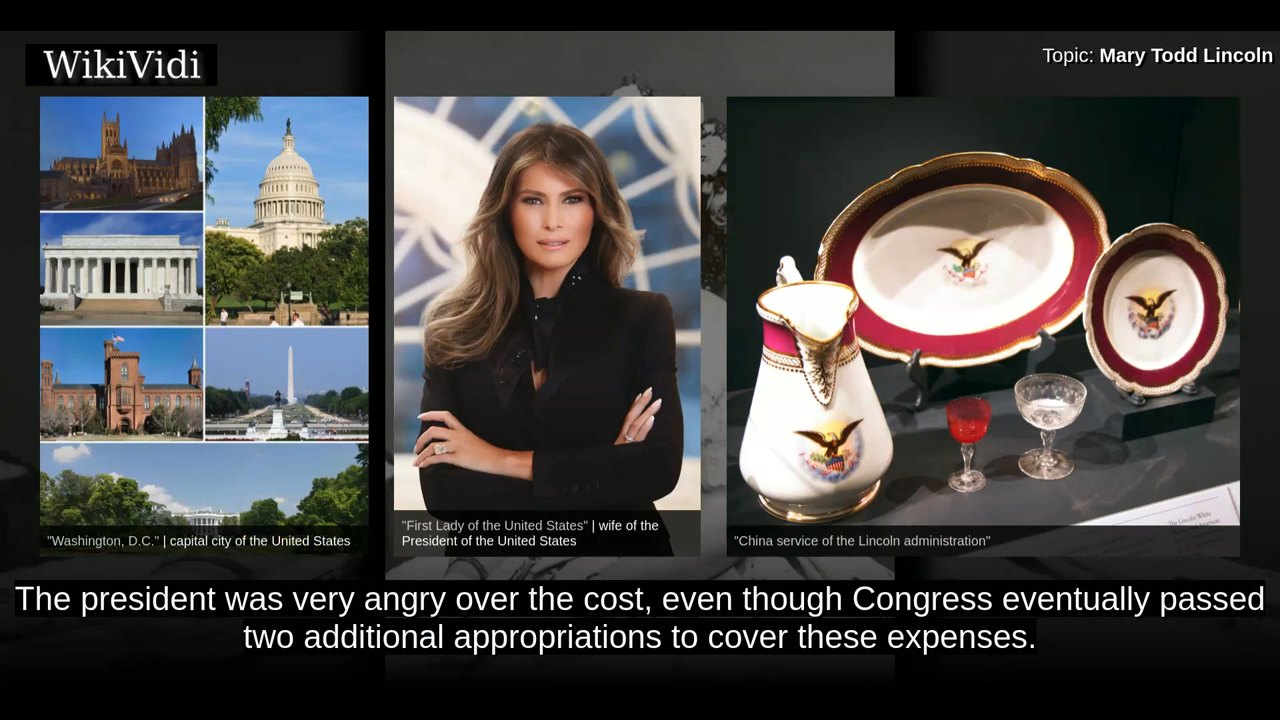 WikiVidi
Topic: Mary Todd Lincoln
"Washington, D.C." | capital city of the United States
"First Lady of the United States" | wife of the
President of the United States
"China service of the Lincoln administration"
The president was very angry over the cost, even though Congress eventually passed
two additional appropriations to cover these expenses.